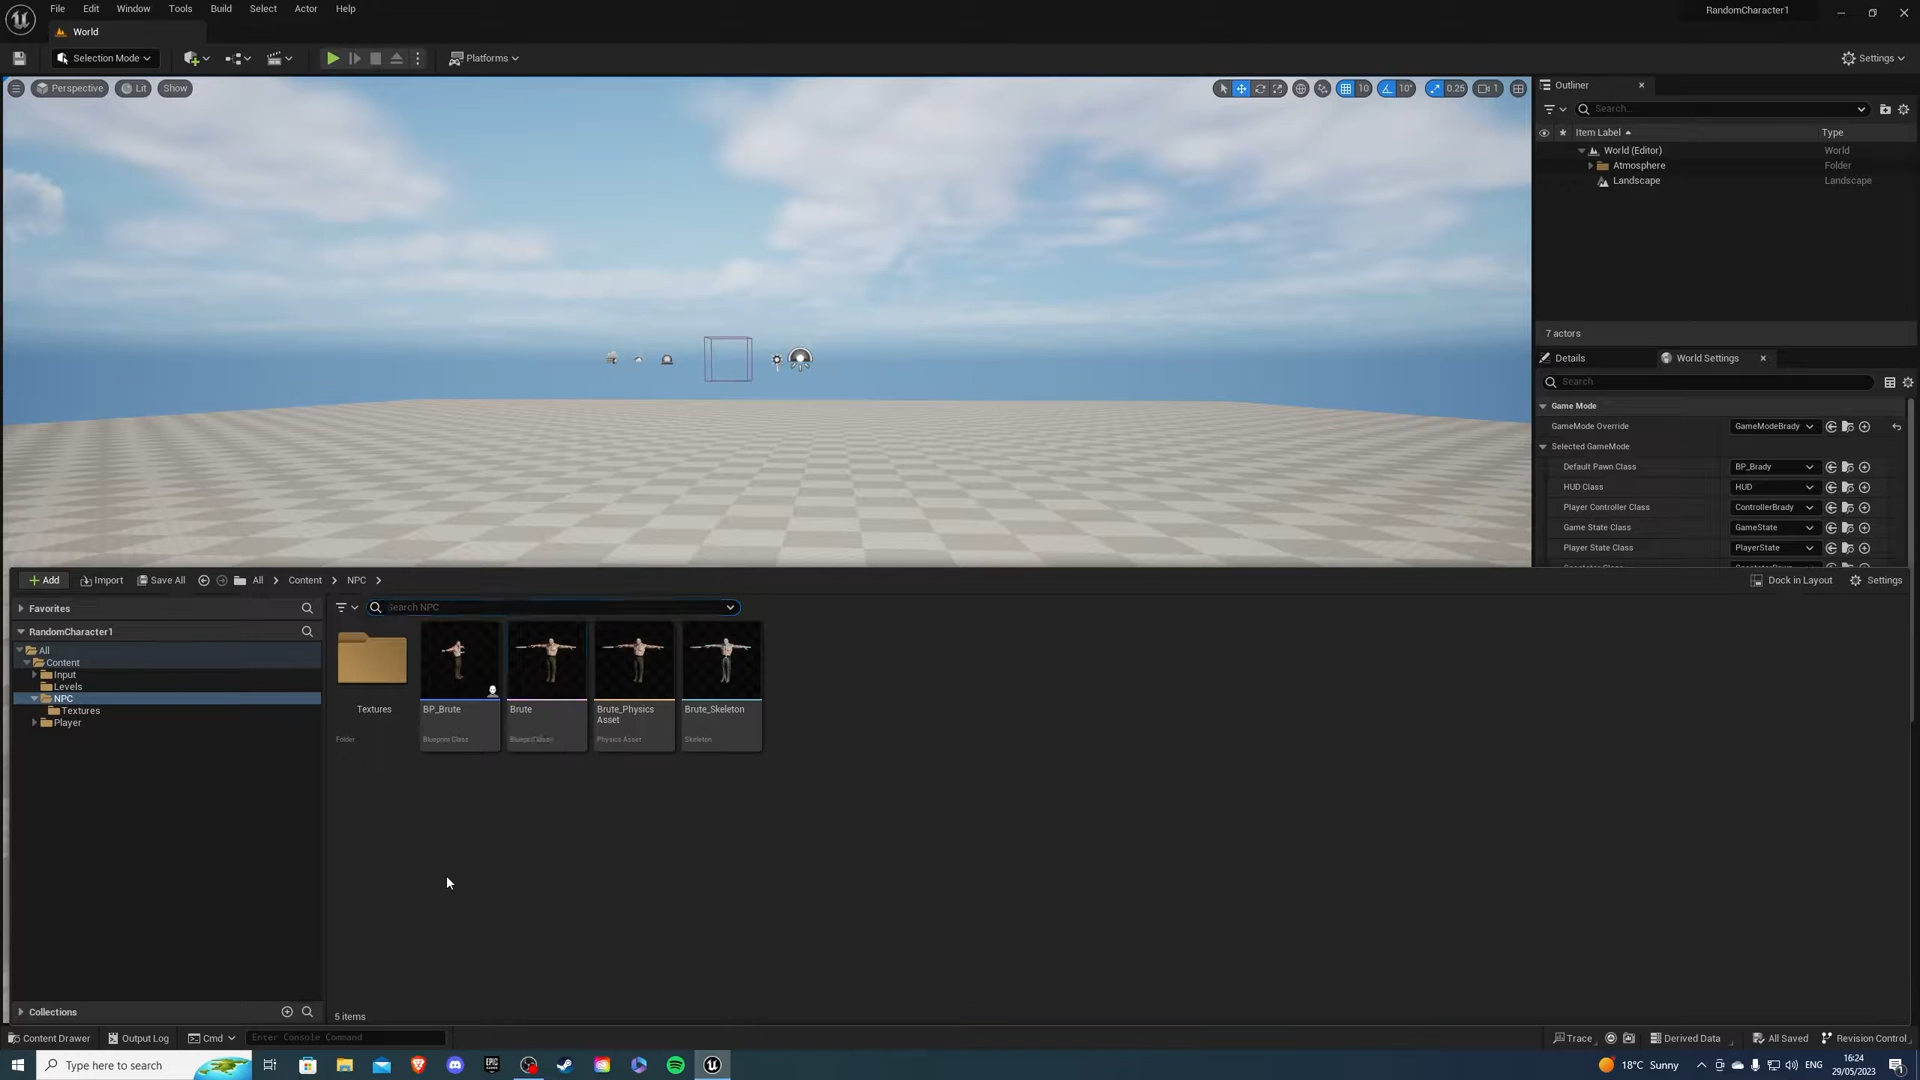 File Edit Window Tools Build Select Actor Help
RandomCharacter1
World
Selection Mode
Platforms
Settings
Perspective Lit Show
10 10° 0.25 1
Outliner
Search...
Item Label Type
World (Editor) World
Atmosphere Folder
Landscape Landscape
7 actors
Details World Settings
Search
Game Mode
GameMode Override GameModeBrady
Selected GameMode
Default Pawn Class BP_Brady
HUD Class HUD
Player Controller Class ControllerBrady
Game State Class GameState
Player State Class PlayerState
Add Import Save All All Content NPC
Dock in Layout Settings
Favorites
Search NPC
RandomCharacter1
All
Content
Input
Levels
NPC
Textures
Player
Textures
Folder
BP_Brute
Blueprint Class
Brute
Brute_Physics
Asset
Physics Asset
Brute_Skeleton
Skeleton
Collections
5 items
Content Drawer Output Log Cmd Enter Console Command
Trace Derived Data All Saved Revision Control
Type here to search
18°C Sunny
ENG
16:24
29/05/2023